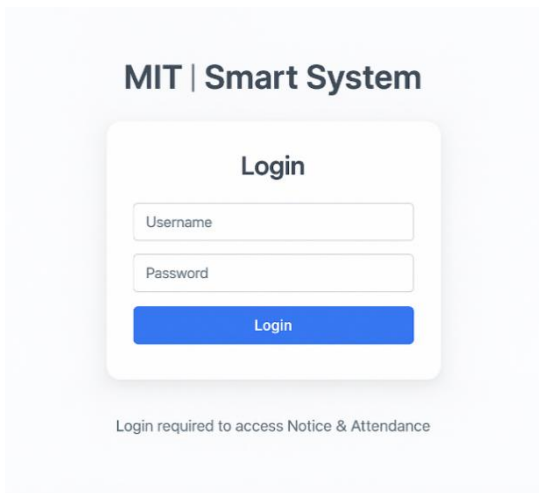 MIT | Smart System
Login
Username
Password
Login
Login required to access Notice & Attendance